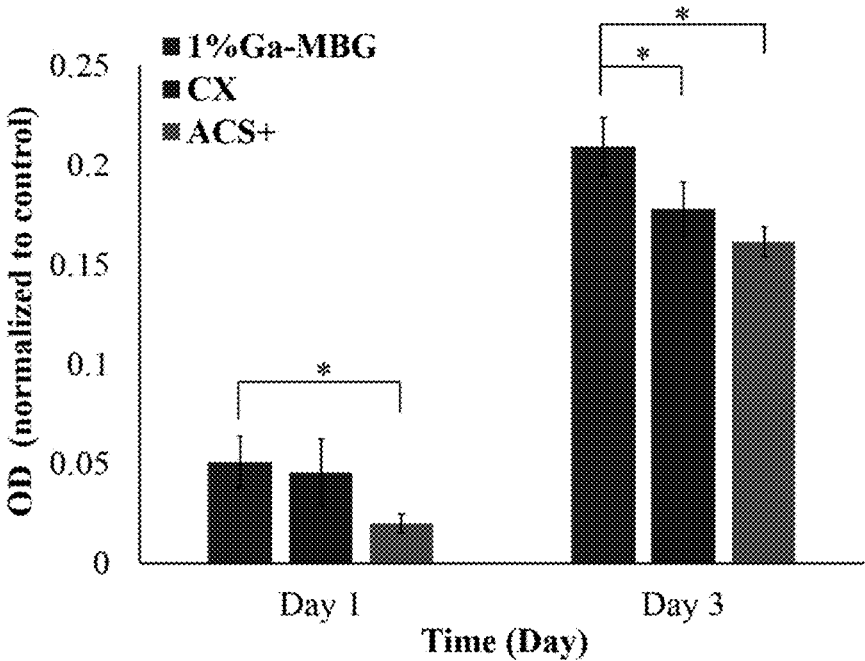 *
*
1%Ga-MBG
CX
ACS+
*
OD (normalized to control)
0.25
0.2
0.15
0.1
0.05
0
Day 1
Day 3
Time (Day)